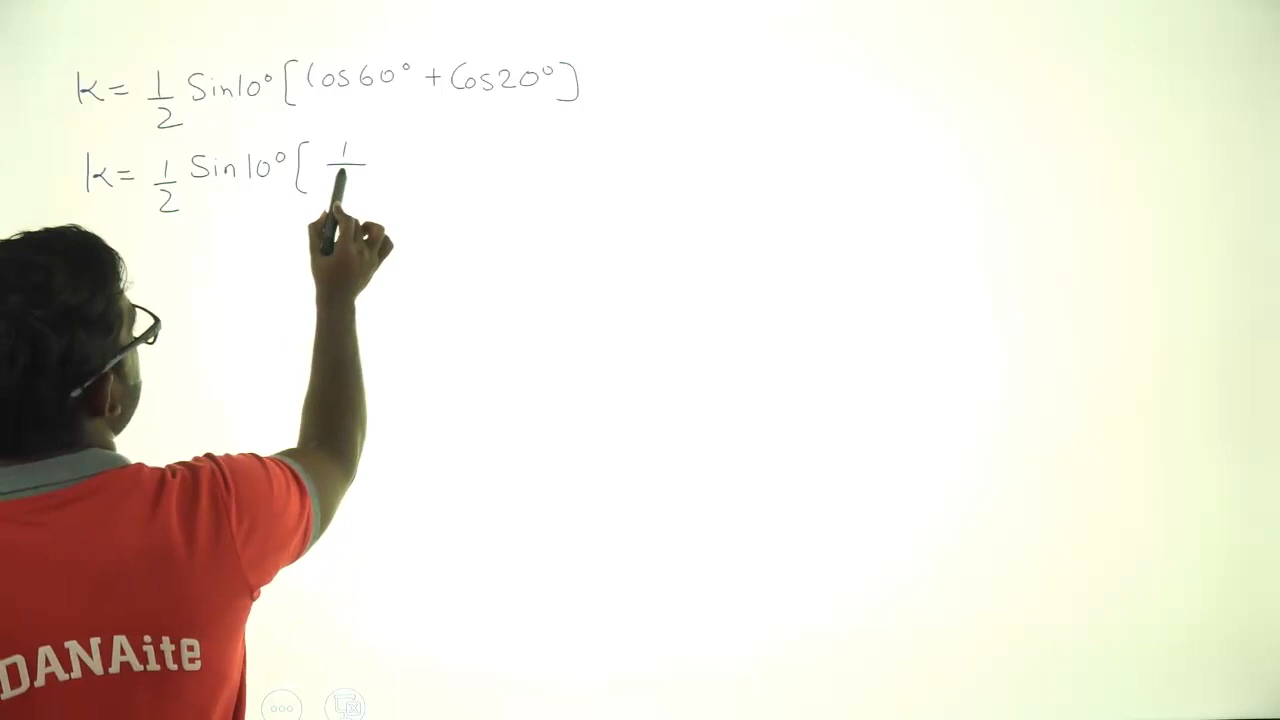 K = 1/2 Sin10° [Cos60° + Cos20°]
K = 1/2 Sin10° [ 1/
DANAite